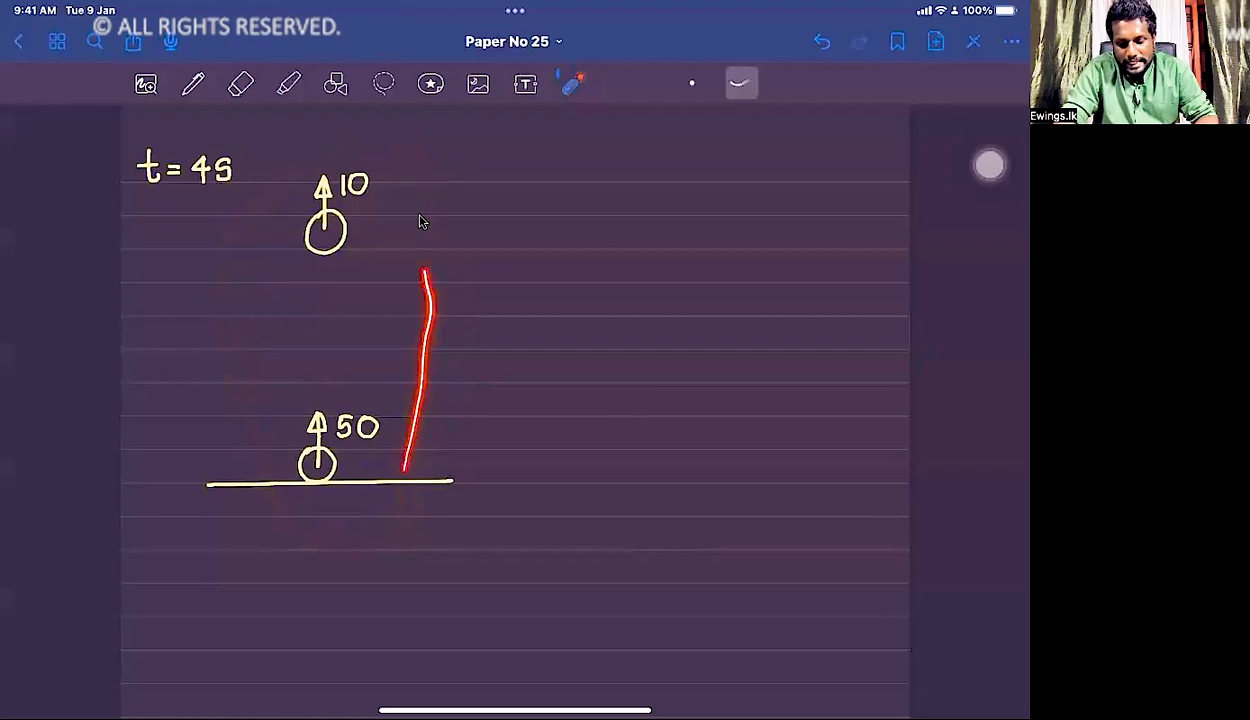 9:41 AM Tue 9 Jan
100%
© ALL RIGHTS RESERVED.
Paper No 25
T
Ewings.lk
t = 4s
10
50